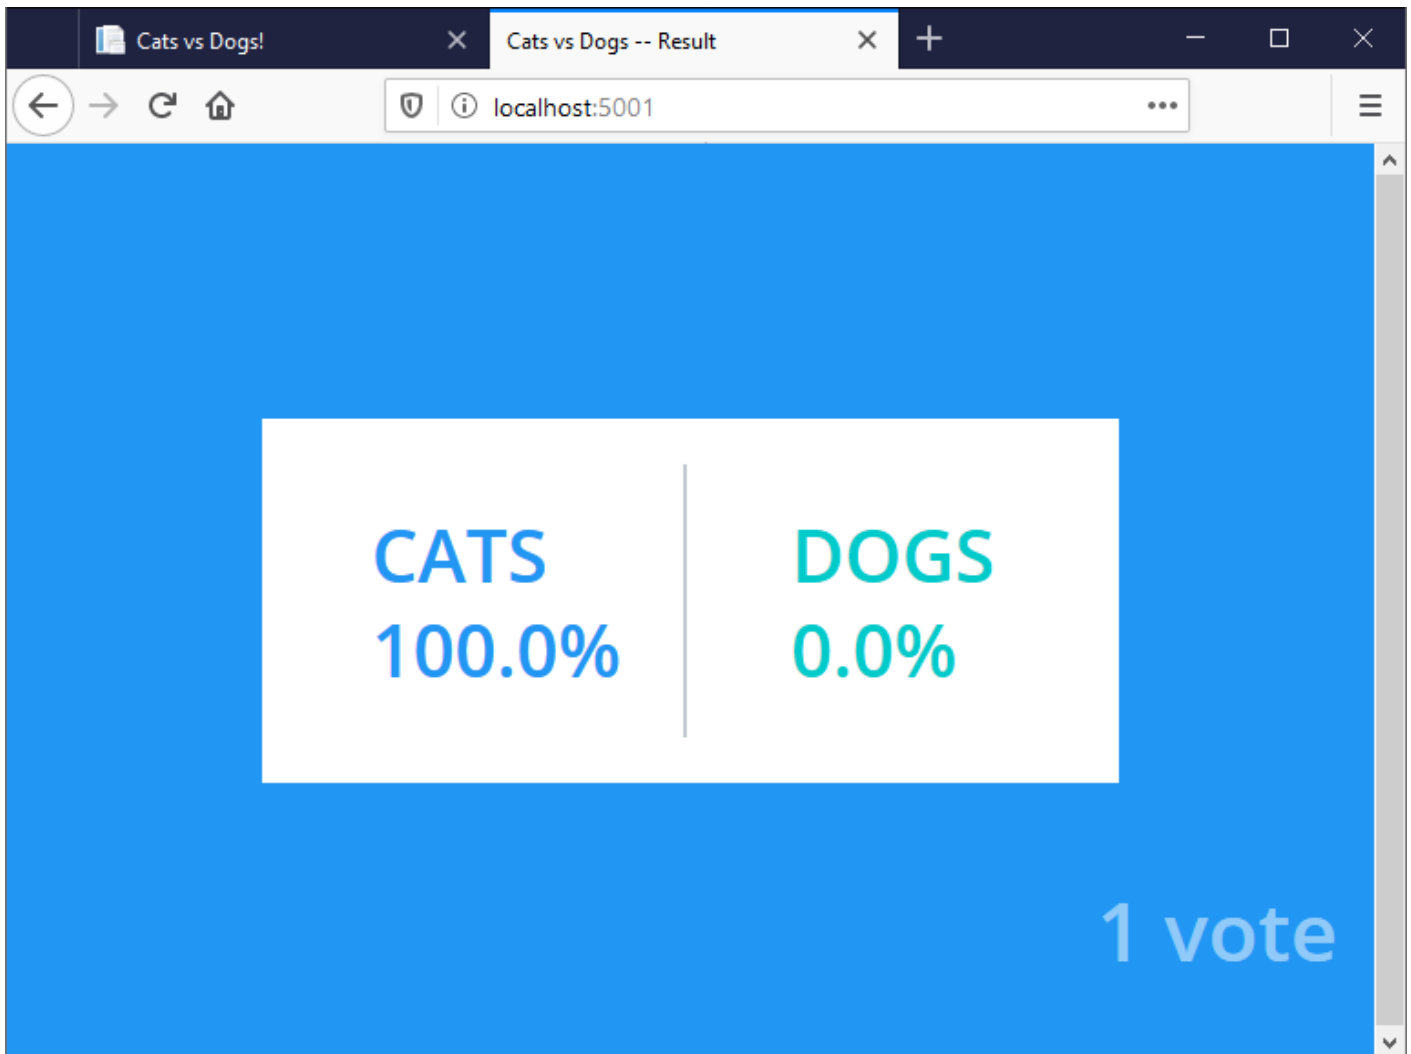 Cats vs Dogs!
Cats vs Dogs -- Result
localhost:5001
CATS
100.0%
DOGS
0.0%
1 vote